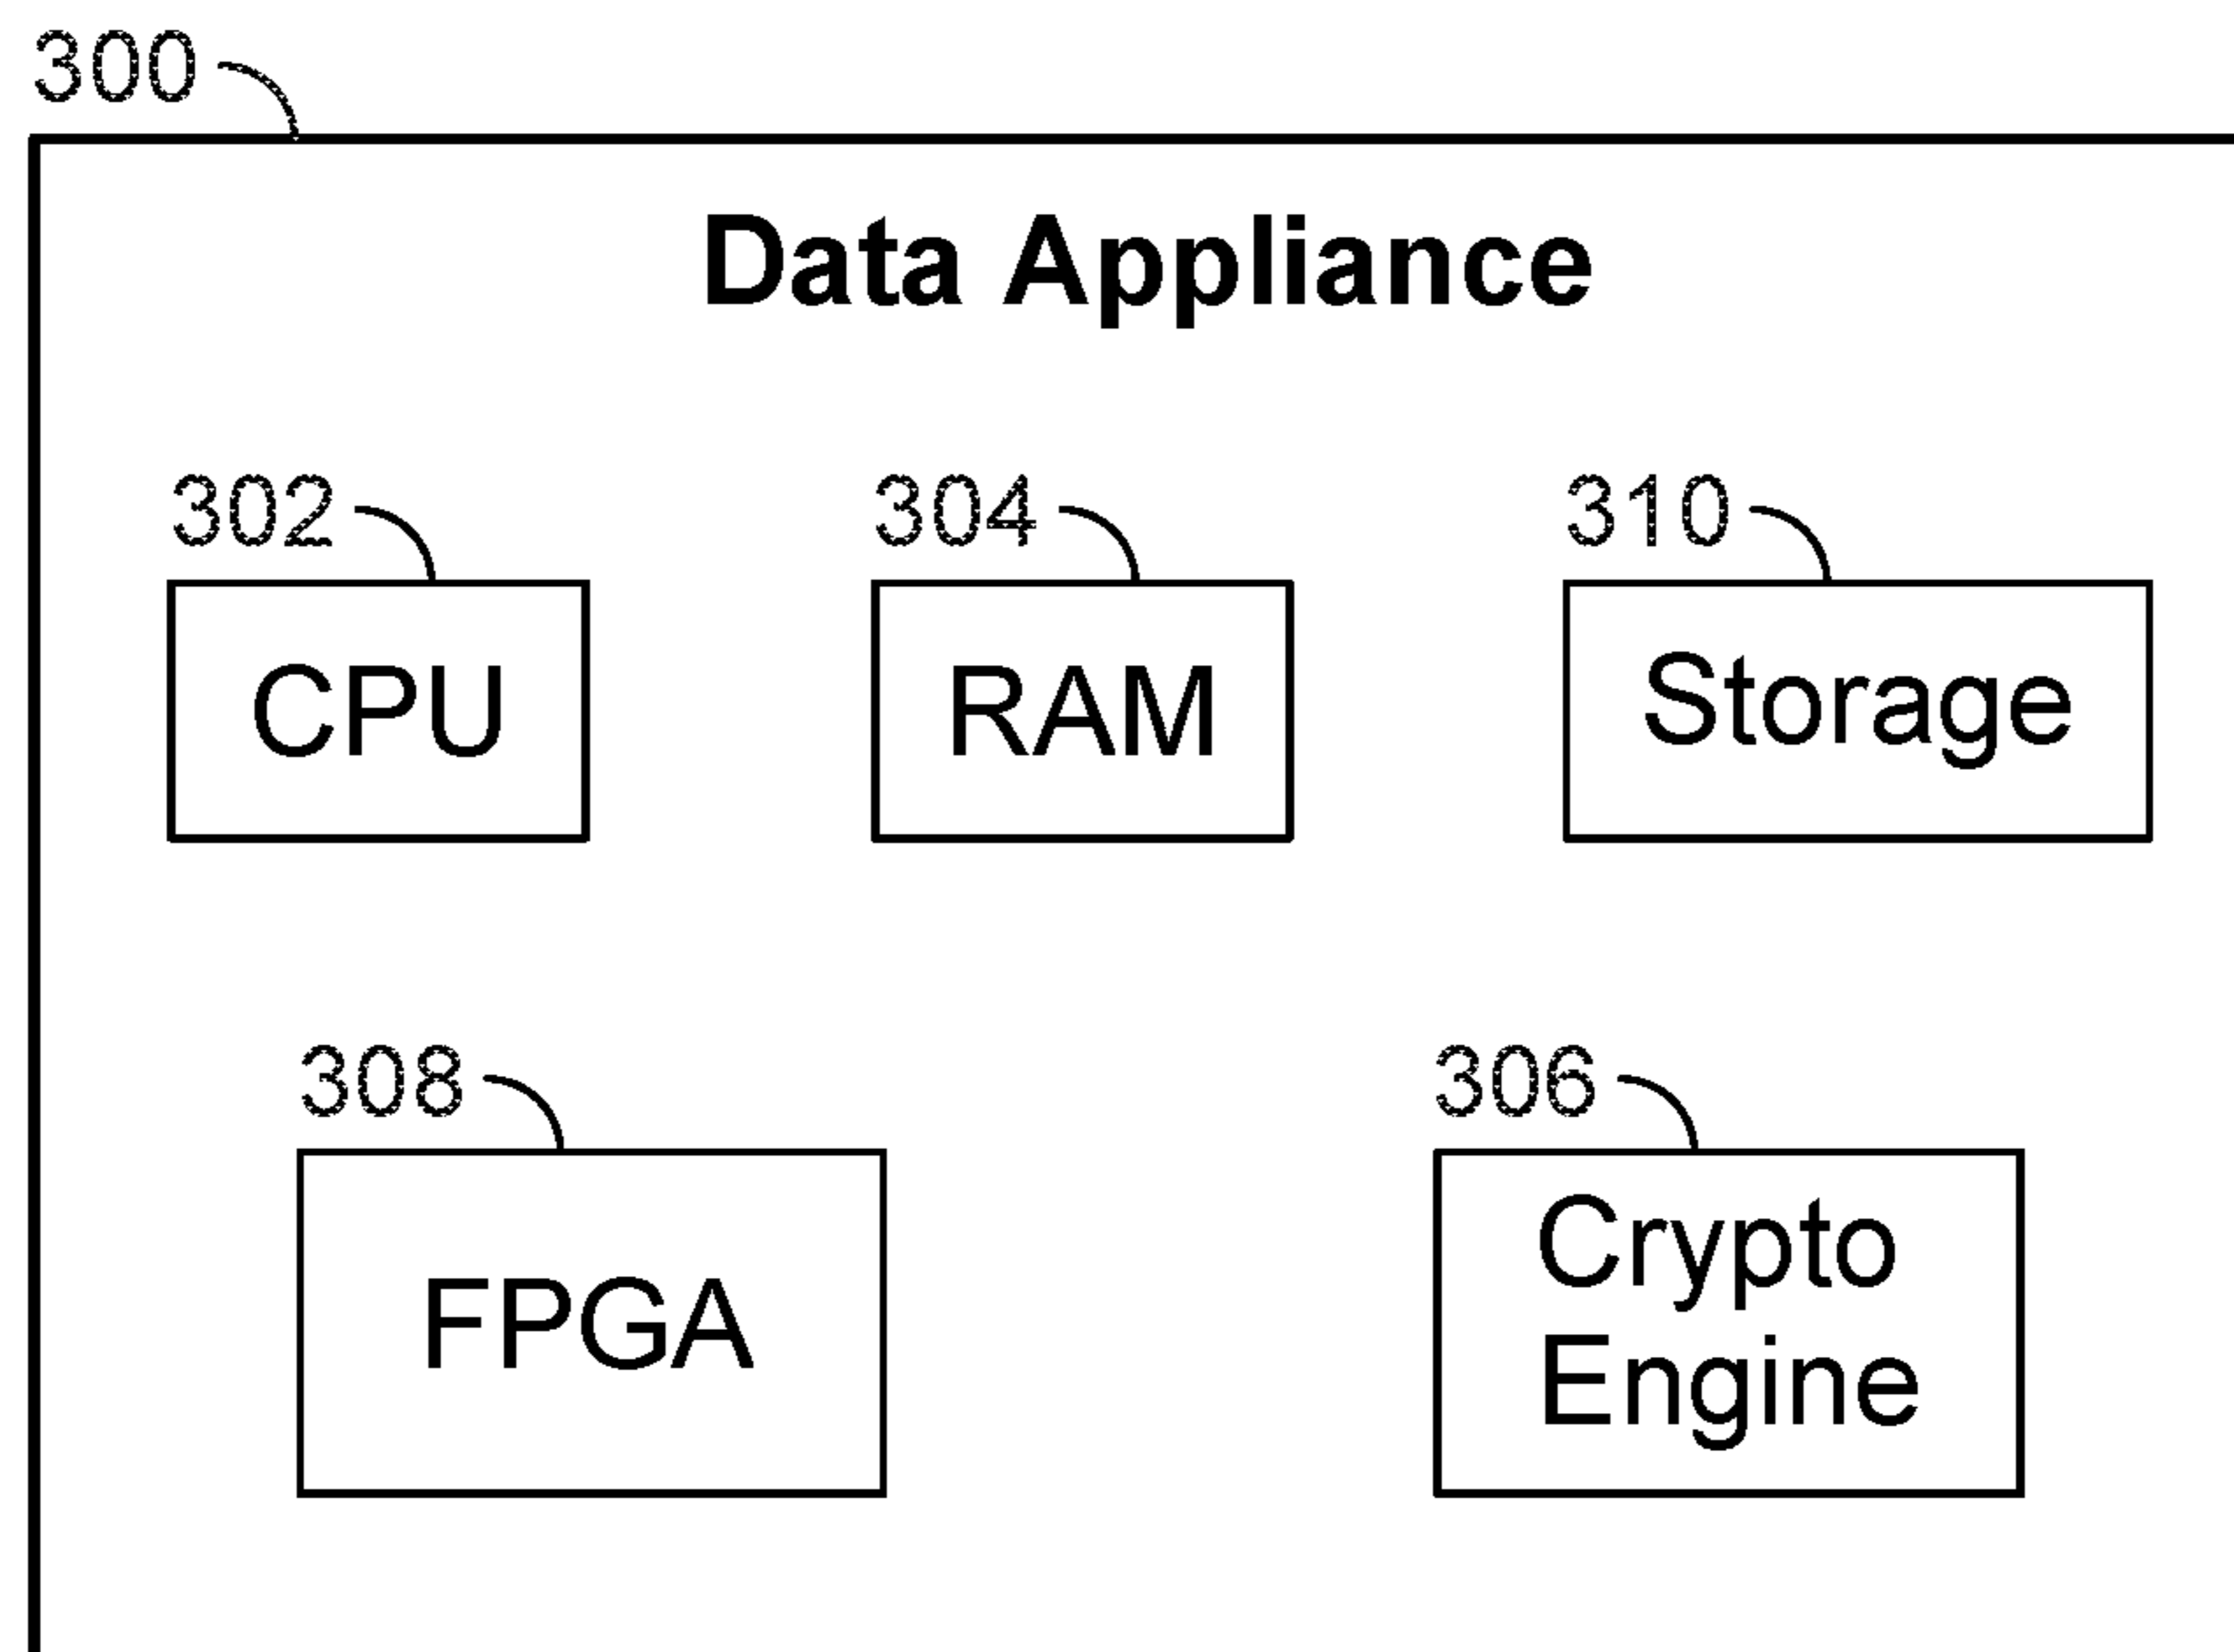 300
Data Appliance
302 304 310
CPU RAM Storage
308 306
FPGA
Crypto
Engine